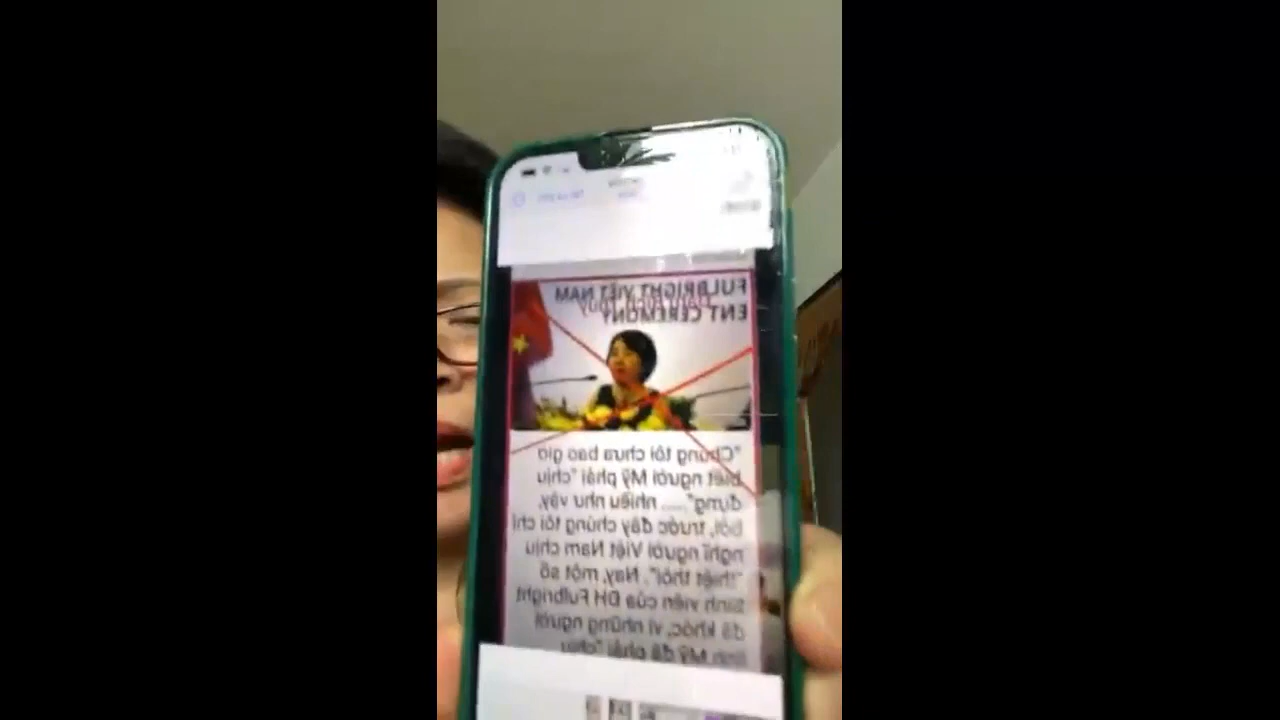 FULBRIGHT VIỆT NAM
ENT CEREMONY
"Chúng tôi chưa bao giờ
biết người Mỹ phải "chịu
đựng".... nhiều như vậy,
bởi, trước đây chúng tôi chỉ
nghĩ người Việt Nam chịu
"thiệt thòi". Nay, một số
Sinh viên của ĐH Fulbright
đã khóc, vì những người
lính Mỹ đã phải "chịu